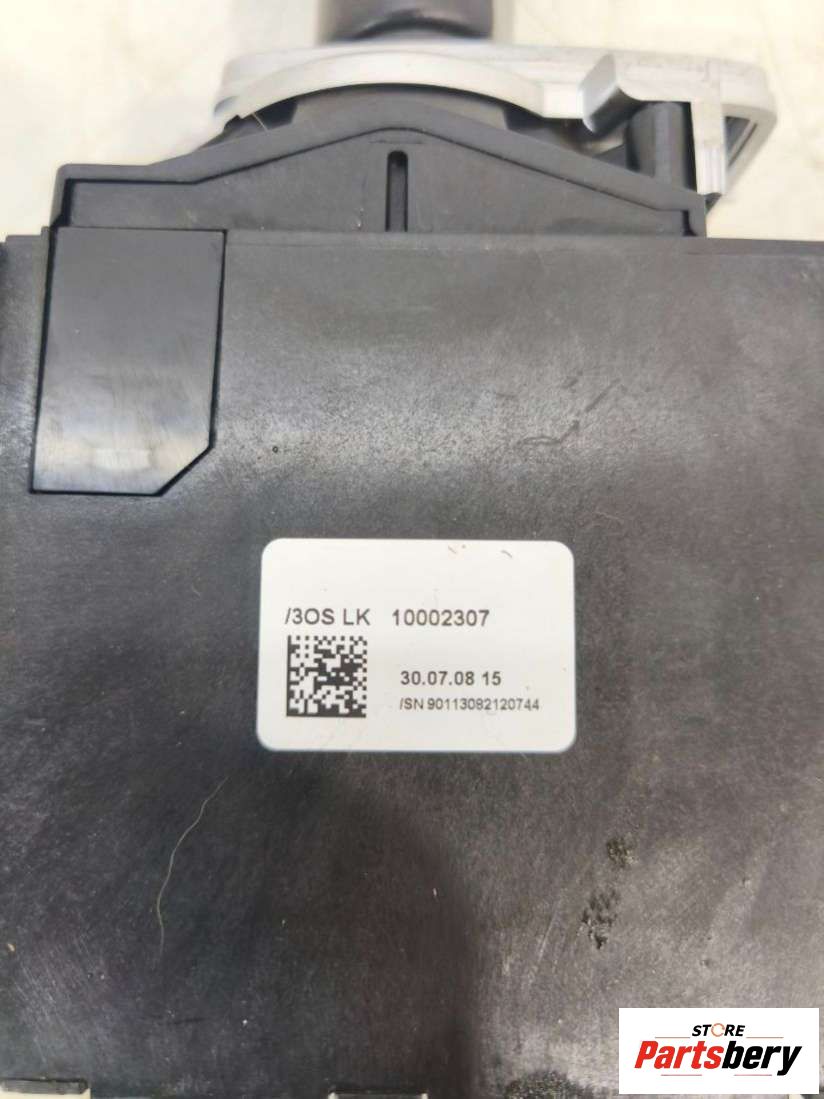 /3OS LK 10002307
30.07.08 15
/SN 90113082120744
STORE
Partsbery